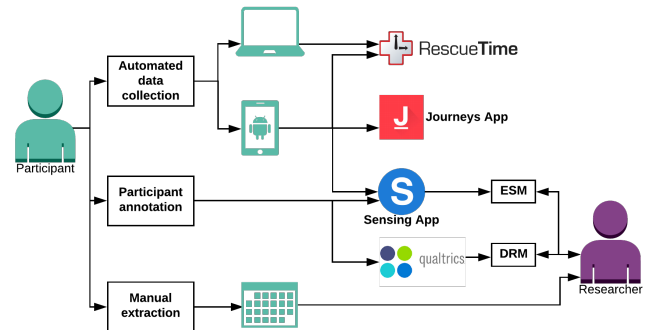 Automated
data
collection
RescueTime
J
Journeys App
Participant
Participant
annotation
S
Sensing App
ESM
qualtrics
DRM
Researcher
Manual
extraction